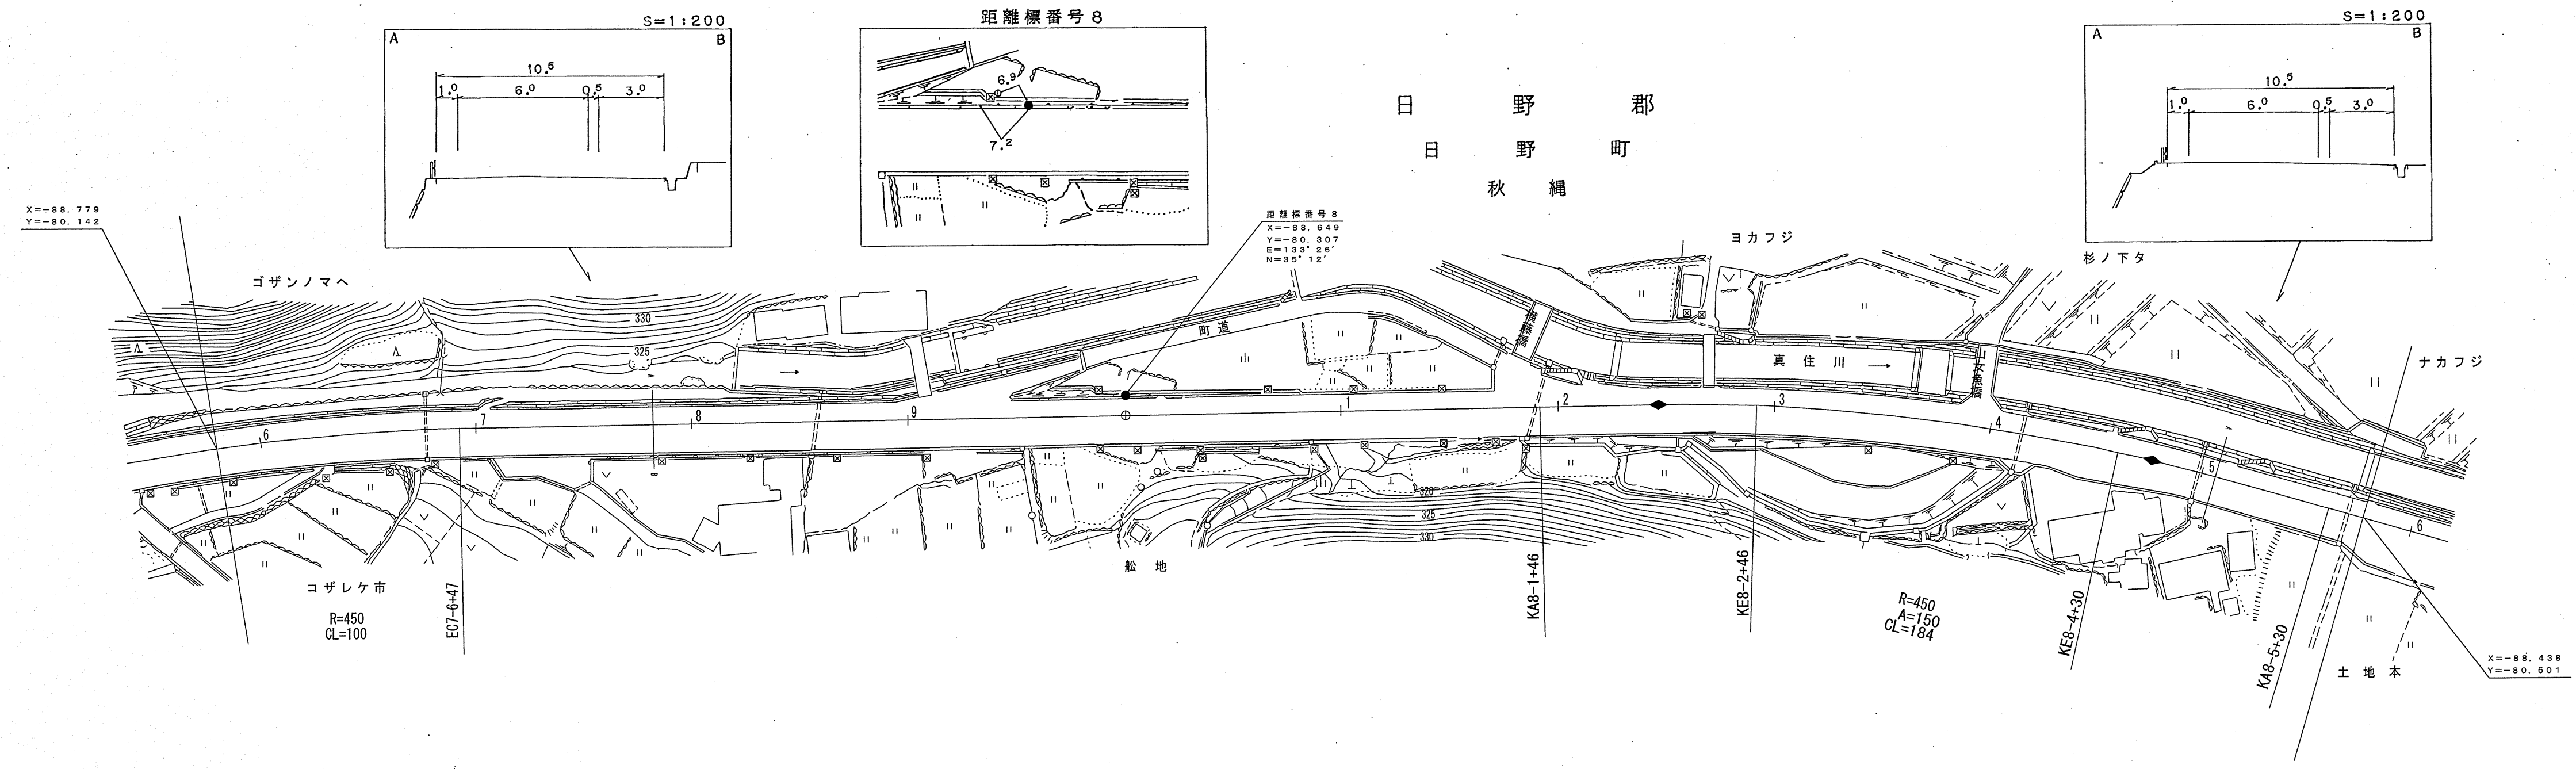 S=1:200
A B
10.5
1.0 6.0 0.5 3.0
距離標番号8
6.9
7.2
日野郡
日野町
秋縄
S=1:200
A B
10.5
1.0 6.0 0.5 3.0
X=-88,779
Y=-80,142
距離標番号8
X=-88,649
Y=-80,307
E=133°26′
N=35°12′
ゴザンノマヘ
ヨカフジ
杉ノ下タ
ナカフジ
330
325
町道
真住川
山女魚橋
6 7 8 9 1 2 3 4 5 6
320
325
330
コザレケ市
R=450
CL=100
EC7-6+47
舩地
KA8-1+46
KE8-2+46
R=450
A=150
CL=184
KE8-4+30
KA8-5+30
土地本
X=-88,438
Y=-80,501